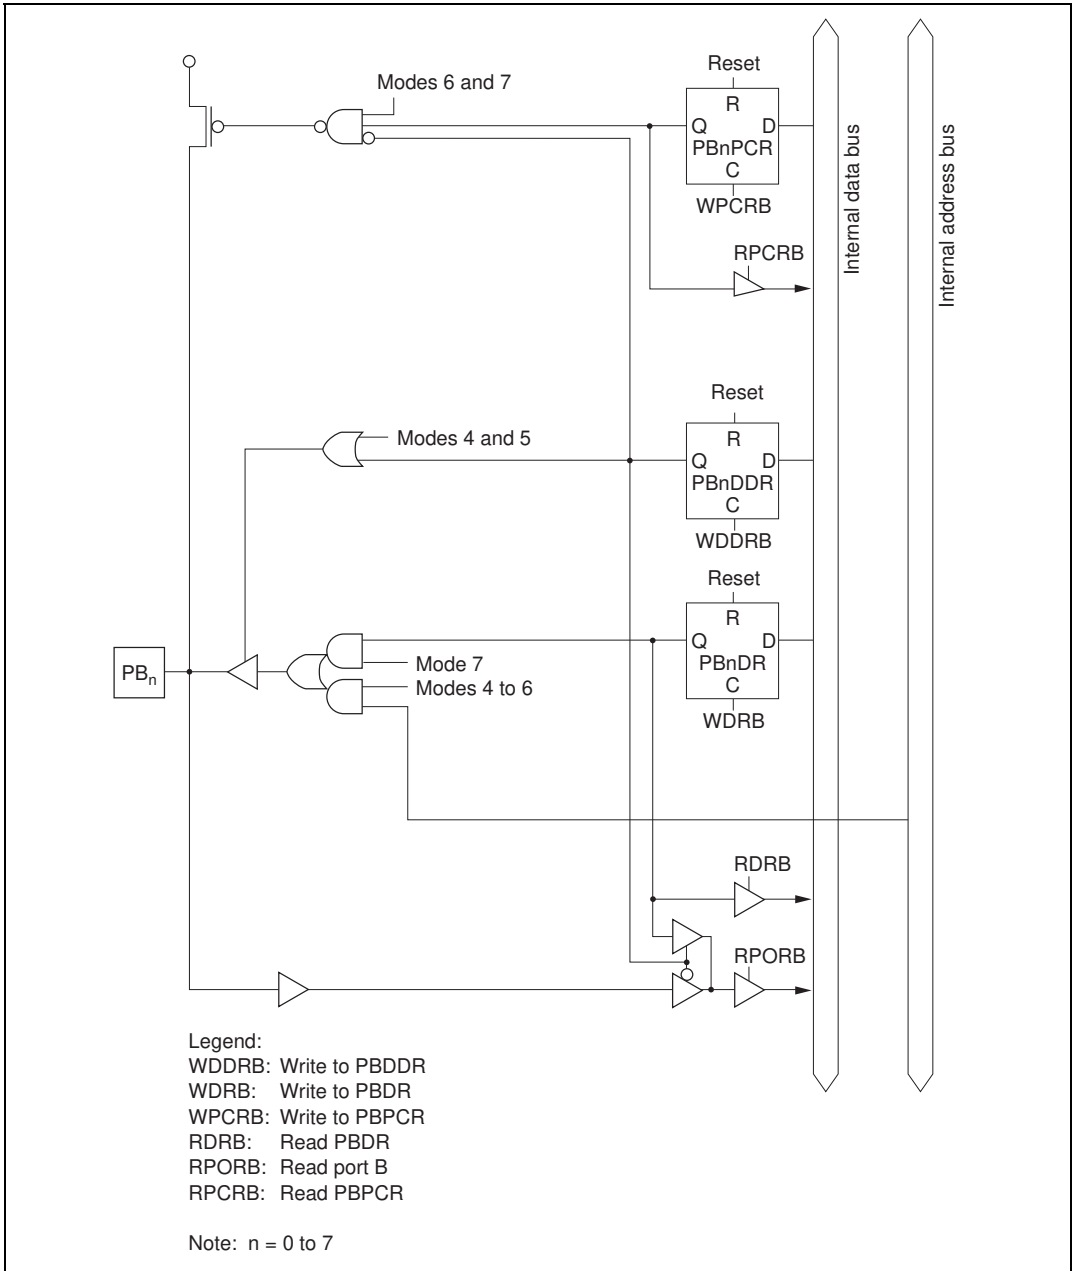 Reset
Modes 6 and 7
R
Q D
PBnPCR
C
WPCRB
Internal data bus
Internal address bus
RPCRB
Reset
R
Modes 4 and 5
Q D
PBnDDR
C
WDDRB
Reset
R
Q D
PBnDR
C
WDRB
Mode 7
Modes 4 to 6
PBn
RDRB
RPORB
Legend:
WDDRB: Write to PBDDR
WDRB: Write to PBDR
WPCRB: Write to PBPCR
RDRB: Read PBDR
RPORB: Read port B
RPCRB: Read PBPCR
Note: n = 0 to 7